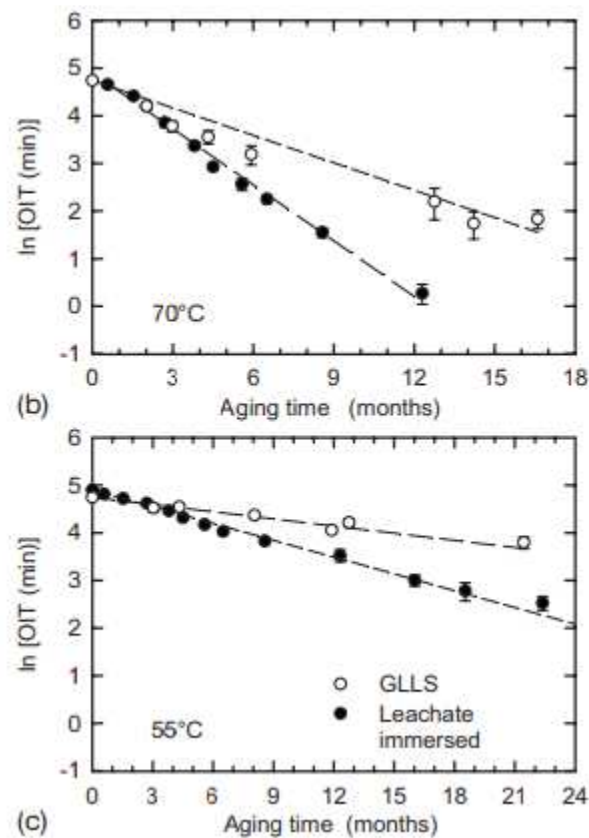 6
5
4
3
2
1
0
-1
ln [OIT (min)]
70°C
0 3 6 9 12 15 18
(b)
Aging time (months)
6
5
4
3
2
1
0
-1
ln [OIT (min)]
GLLS
Leachate
immersed
55°C
0 3 6 9 12 15 18 21 24
(c)
Aging time (months)